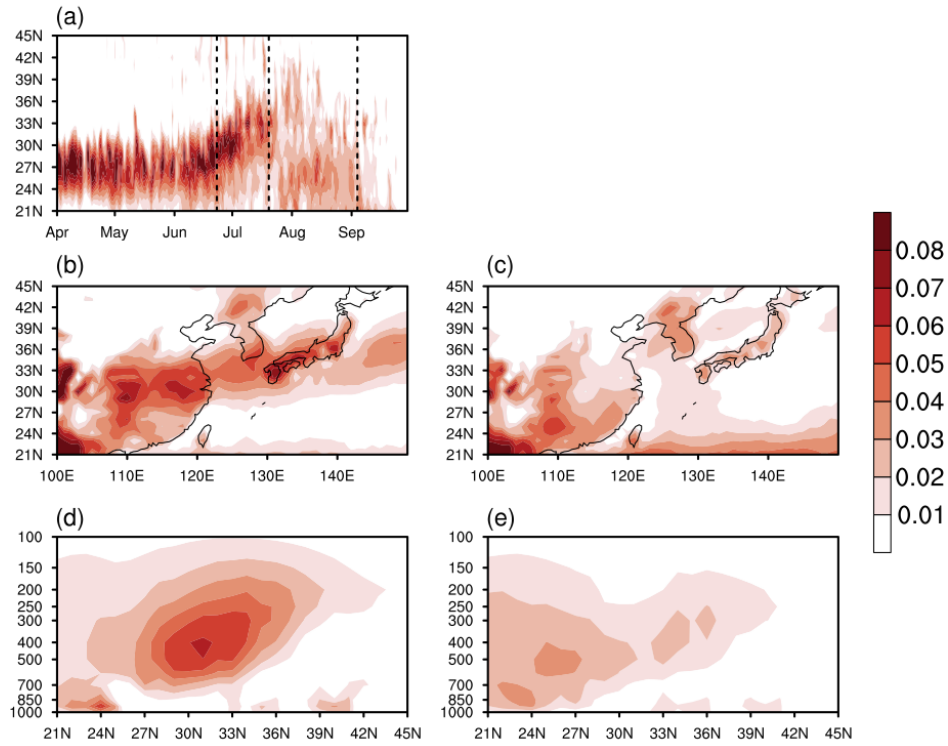 (a)
45N
42N
39N
36N
33N
30N
27N
24N
21N
Apr May Jun Jul Aug Sep
(b)
45N
42N
39N
36N
33N
30N
27N
24N
21N
100E 110E 120E 130E 140E
(c)
45N
42N
39N
36N
33N
30N
27N
24N
21N
100E 110E 120E 130E 140E
0.08
0.07
0.06
0.05
0.04
0.03
0.02
0.01
(d)
100
150
200
250
300
400
500
700
850
1000
21N 24N 27N 30N 33N 36N 39N 42N 45N
(e)
100
150
200
250
300
400
500
700
850
1000
21N 24N 27N 30N 33N 36N 39N 42N 45N